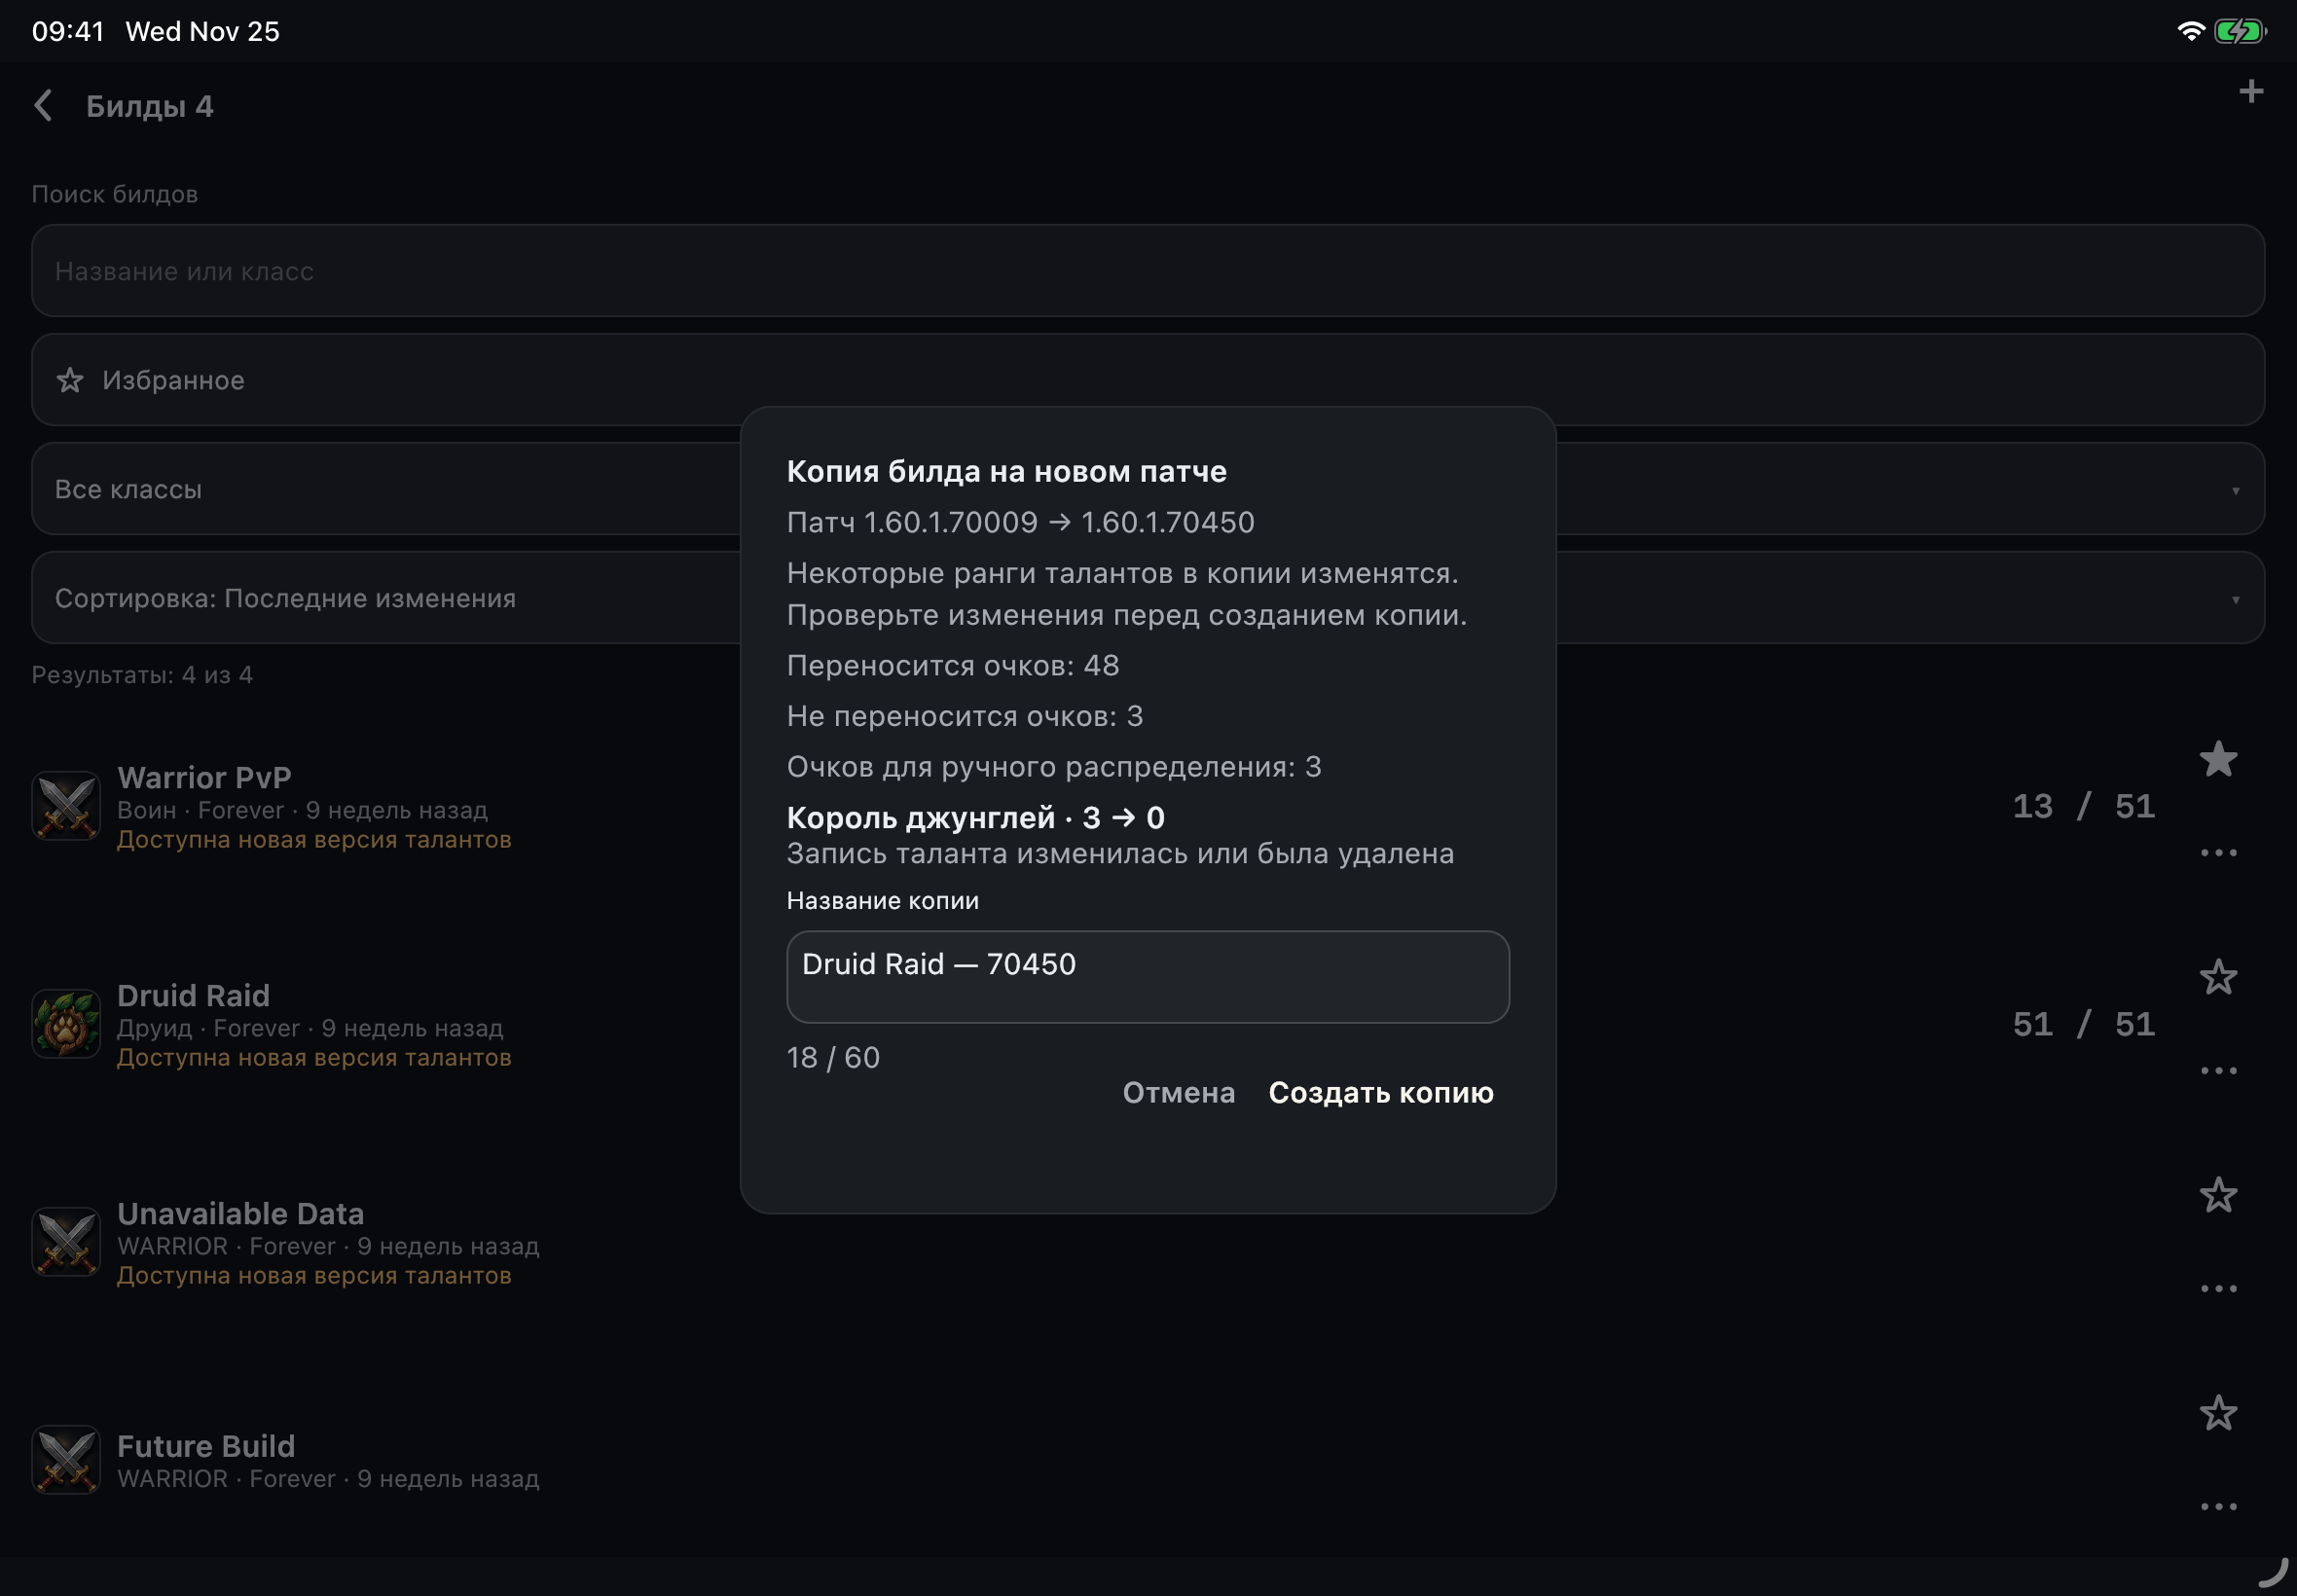 09:41 Wed Nov 25
Билды 4
Поиск билдов
Название или класс
Избранное
Все классы
Сортировка: Последние изменения
Результаты: 4 из 4
Warrior PvP
Воин · Forever · 9 недель назад
Доступна новая версия талантов
13 / 51
Druid Raid
Друид · Forever · 9 недель назад
Доступна новая версия талантов
51 / 51
Unavailable Data
WARRIOR · Forever · 9 недель назад
Доступна новая версия талантов
Future Build
WARRIOR · Forever · 9 недель назад
Копия билда на новом патче
Патч 1.60.1.70009 → 1.60.1.70450
Некоторые ранги талантов в копии изменятся.
Проверьте изменения перед созданием копии.
Переносится очков: 48
Не переносится очков: 3
Очков для ручного распределения: 3
Король джунглей · 3 → 0
Запись таланта изменилась или была удалена
Название копии
Druid Raid — 70450
18 / 60
Отмена Создать копию